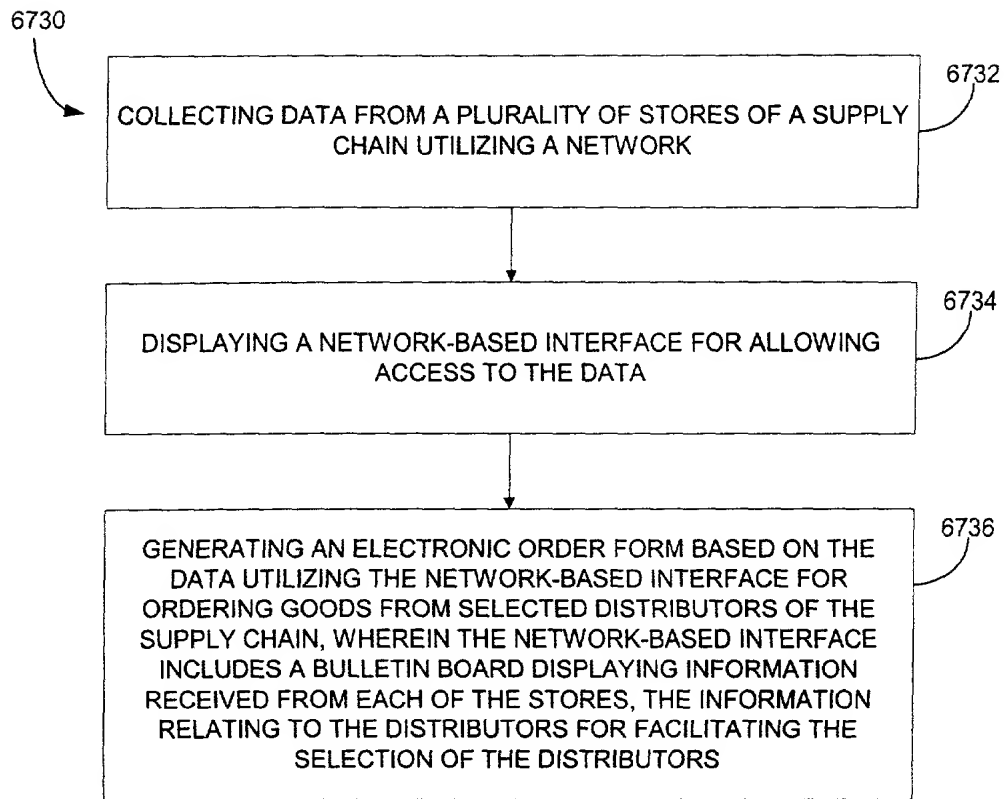 6730
6732
COLLECTING DATA FROM A PLURALITY OF STORES OF A SUPPLY
CHAIN UTILIZING A NETWORK
6734
DISPLAYING A NETWORK-BASED INTERFACE FOR ALLOWING
ACCESS TO THE DATA
6736
GENERATING AN ELECTRONIC ORDER FORM BASED ON THE
DATA UTILIZING THE NETWORK-BASED INTERFACE FOR
ORDERING GOODS FROM SELECTED DISTRIBUTORS OF THE
SUPPLY CHAIN, WHEREIN THE NETWORK-BASED INTERFACE
INCLUDES A BULLETIN BOARD DISPLAYING INFORMATION
RECEIVED FROM EACH OF THE STORES, THE INFORMATION
RELATING TO THE DISTRIBUTORS FOR FACILITATING THE
SELECTION OF THE DISTRIBUTORS